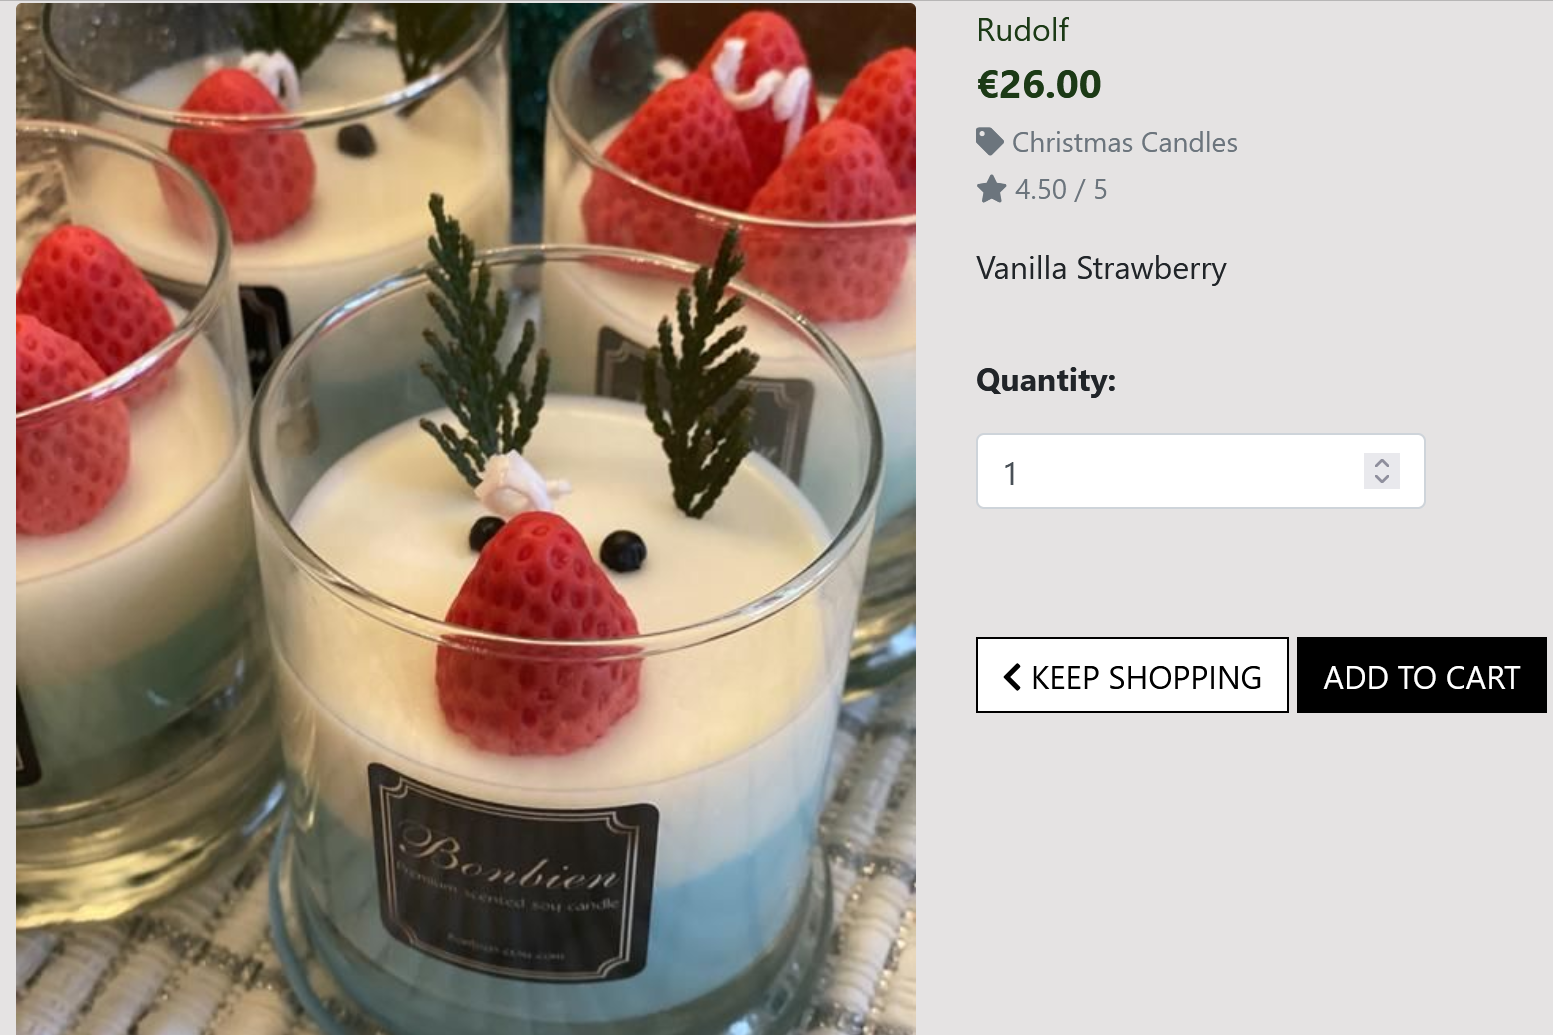 Rudolf
€26.00
Christmas Candles
4.50 / 5
Vanilla Strawberry
Quantity:
1
KEEP SHOPPING
ADD TO CART
Bonbien
Premium scented soy candle